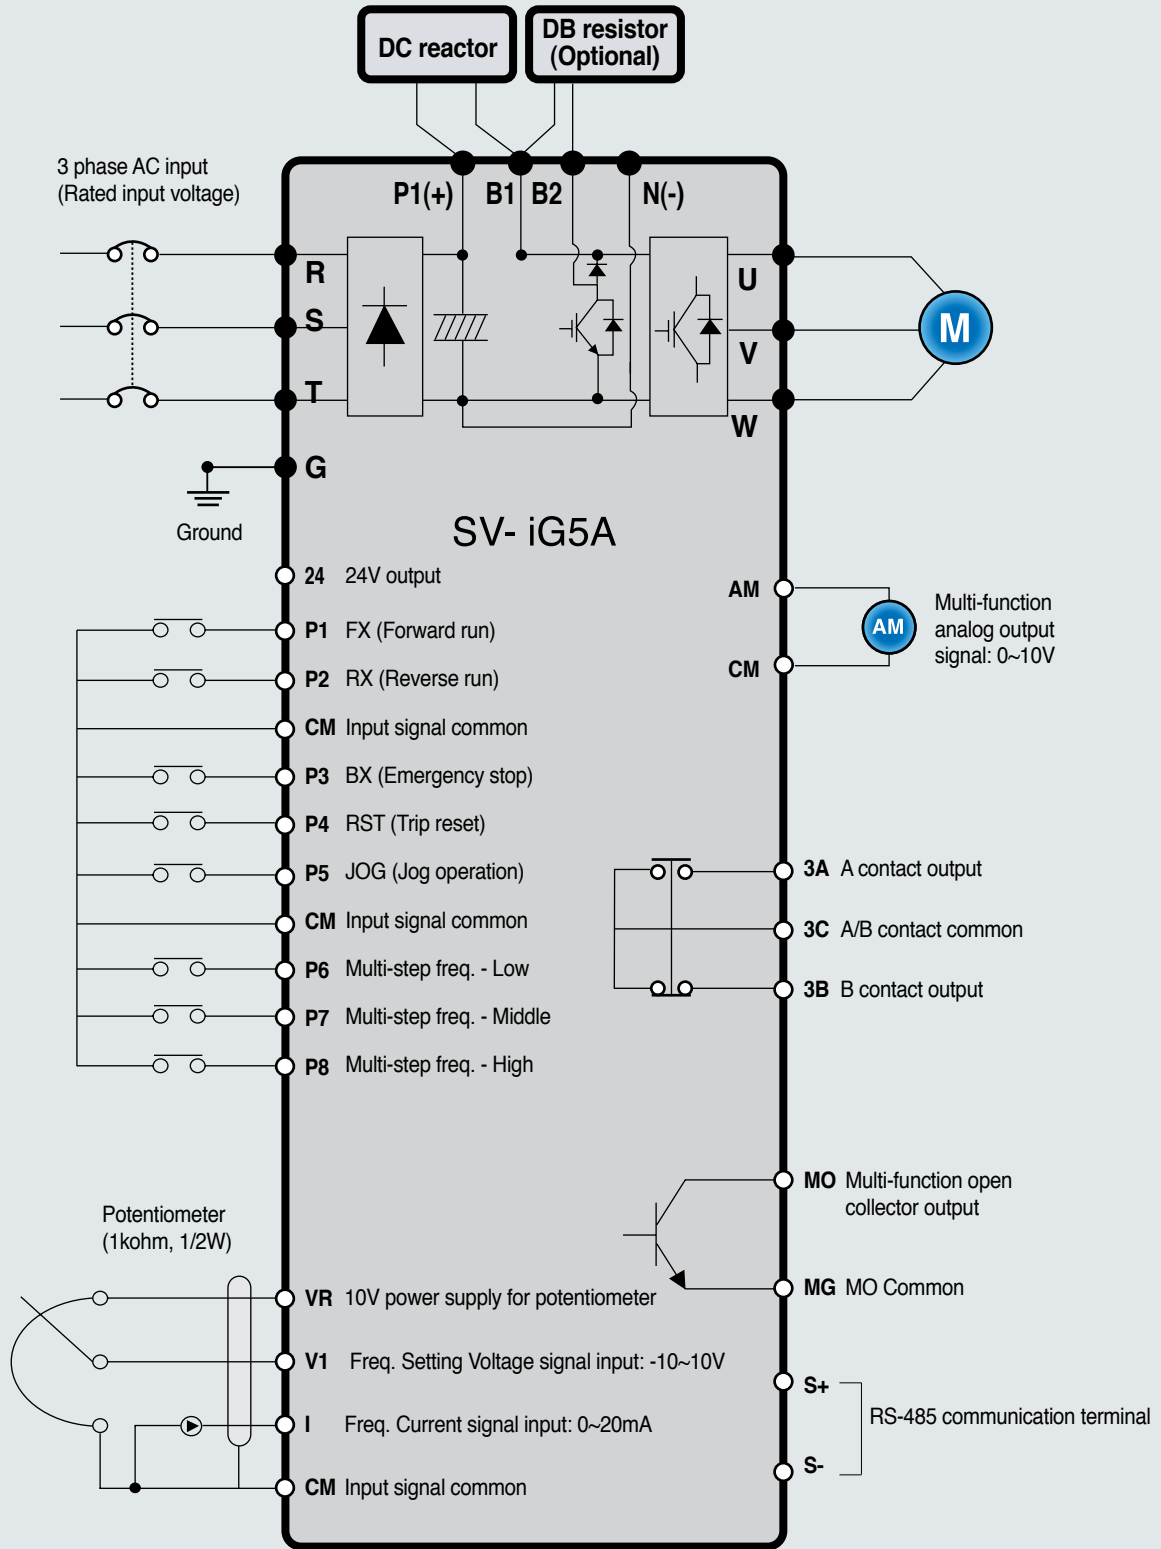 DC reactor
DB resistor
(Optional)
3 phase AC input
(Rated input voltage)
P1(+)
B1
B2
N(-)
R
S
T
G
U
V
W
M
Ground
SV- iG5A
24 24V output
P1 FX (Forward run)
P2 RX (Reverse run)
CM Input signal common
P3 BX (Emergency stop)
P4 RST (Trip reset)
P5 JOG (Jog operation)
CM Input signal common
P6 Multi-step freq. - Low
P7 Multi-step freq. - Middle
P8 Multi-step freq. - High
AM
CM
AM
Multi-function
analog output
signal: 0~10V
3A A contact output
3C A/B contact common
3B B contact output
MO Multi-function open
collector output
MG MO Common
Potentiometer
(1kohm, 1/2W)
VR 10V power supply for potentiometer
V1 Freq. Setting Voltage signal input: -10~10V
I Freq. Current signal input: 0~20mA
CM Input signal common
S+
S-
RS-485 communication terminal